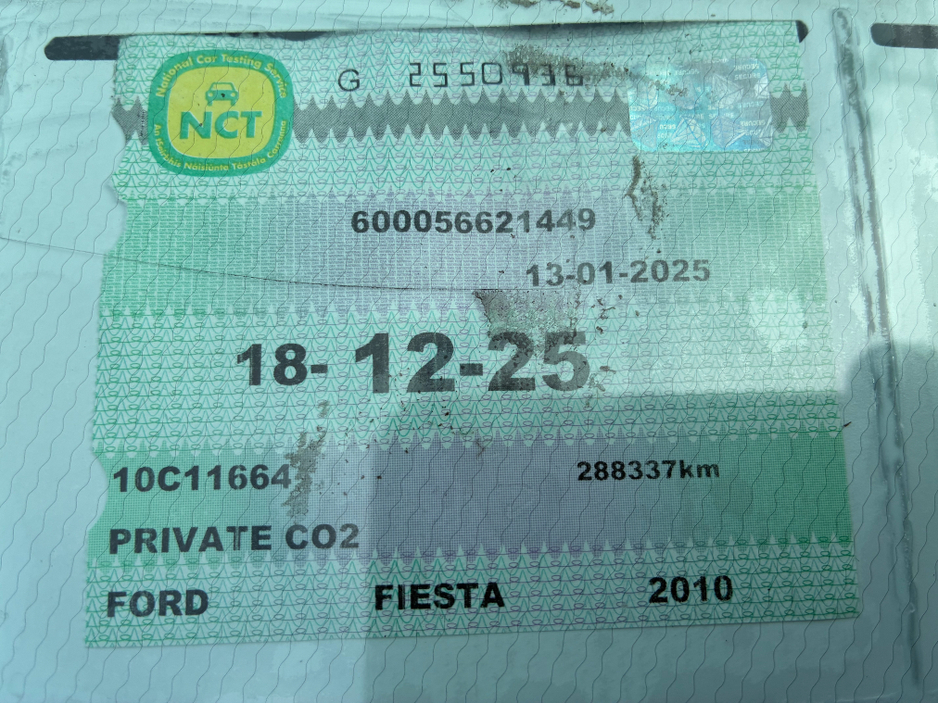 National Car Testing Service
NCT
An tSeirbhís Náisiúnta Tástála Carranna
G 2550936
600056621449
13-01-2025
18-12-25
10C11664
288337km
PRIVATE CO2
FORD FIESTA 2010